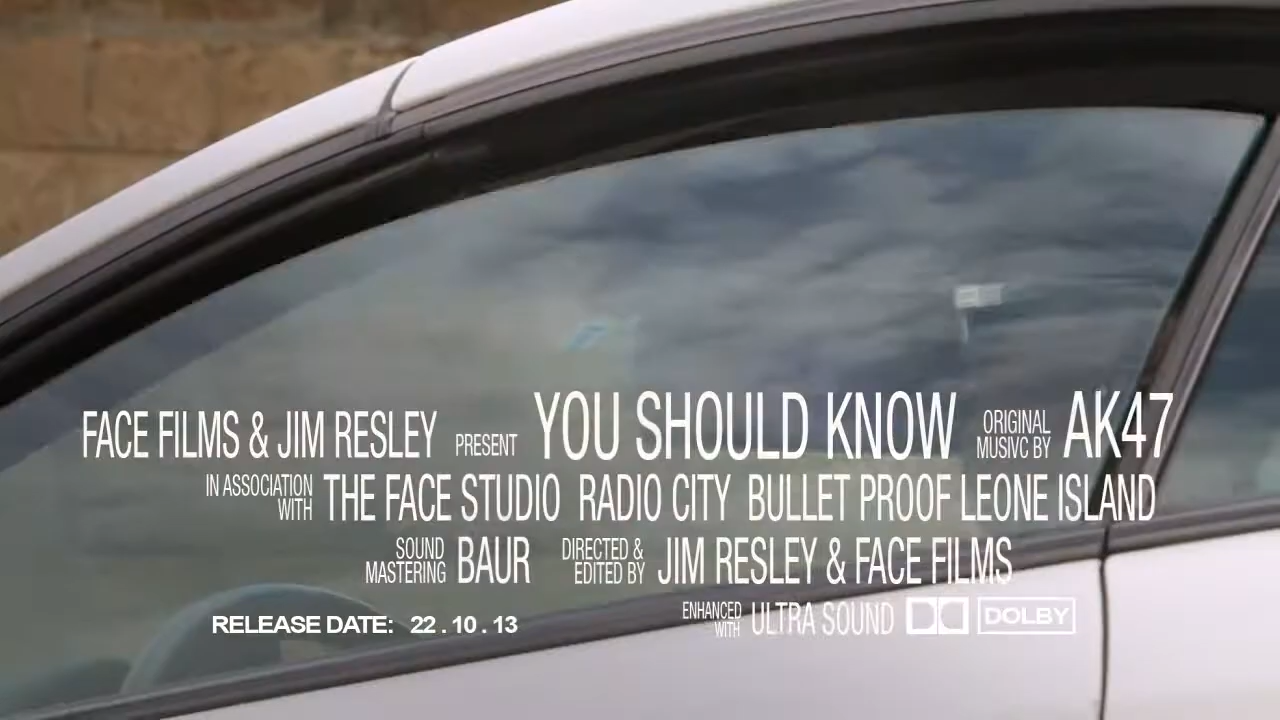 FACE FILMS & JIM RESLEY PRESENT YOU SHOULD KNOW ORIGINAL MUSIVC BY AK47
IN ASSOCIATION WITH THE FACE STUDIO RADIO CITY BULLET PROOF LEONE ISLAND
SOUND MASTERING BAUR DIRECTED & EDITED BY JIM RESLEY & FACE FILMS
RELEASE DATE: 22.10.13 ENHANCED WITH ULTRA SOUND DOLBY